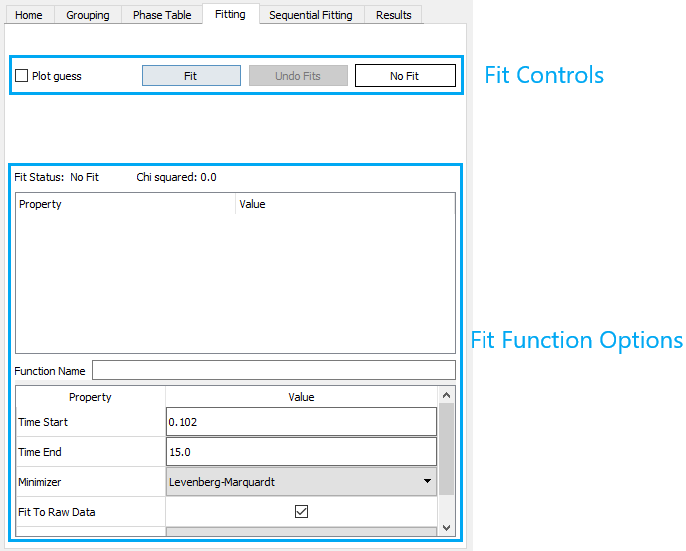 Home Grouping Phase Table Fitting Sequential Fitting Results
Plot guess Fit Undo Fits No Fit
Fit Controls
Fit Status: No Fit Chi squared: 0.0
Property Value
Fit Function Options
Function Name
Property Value
Time Start 0.102
Time End 15.0
Minimizer Levenberg-Marquardt
Fit To Raw Data